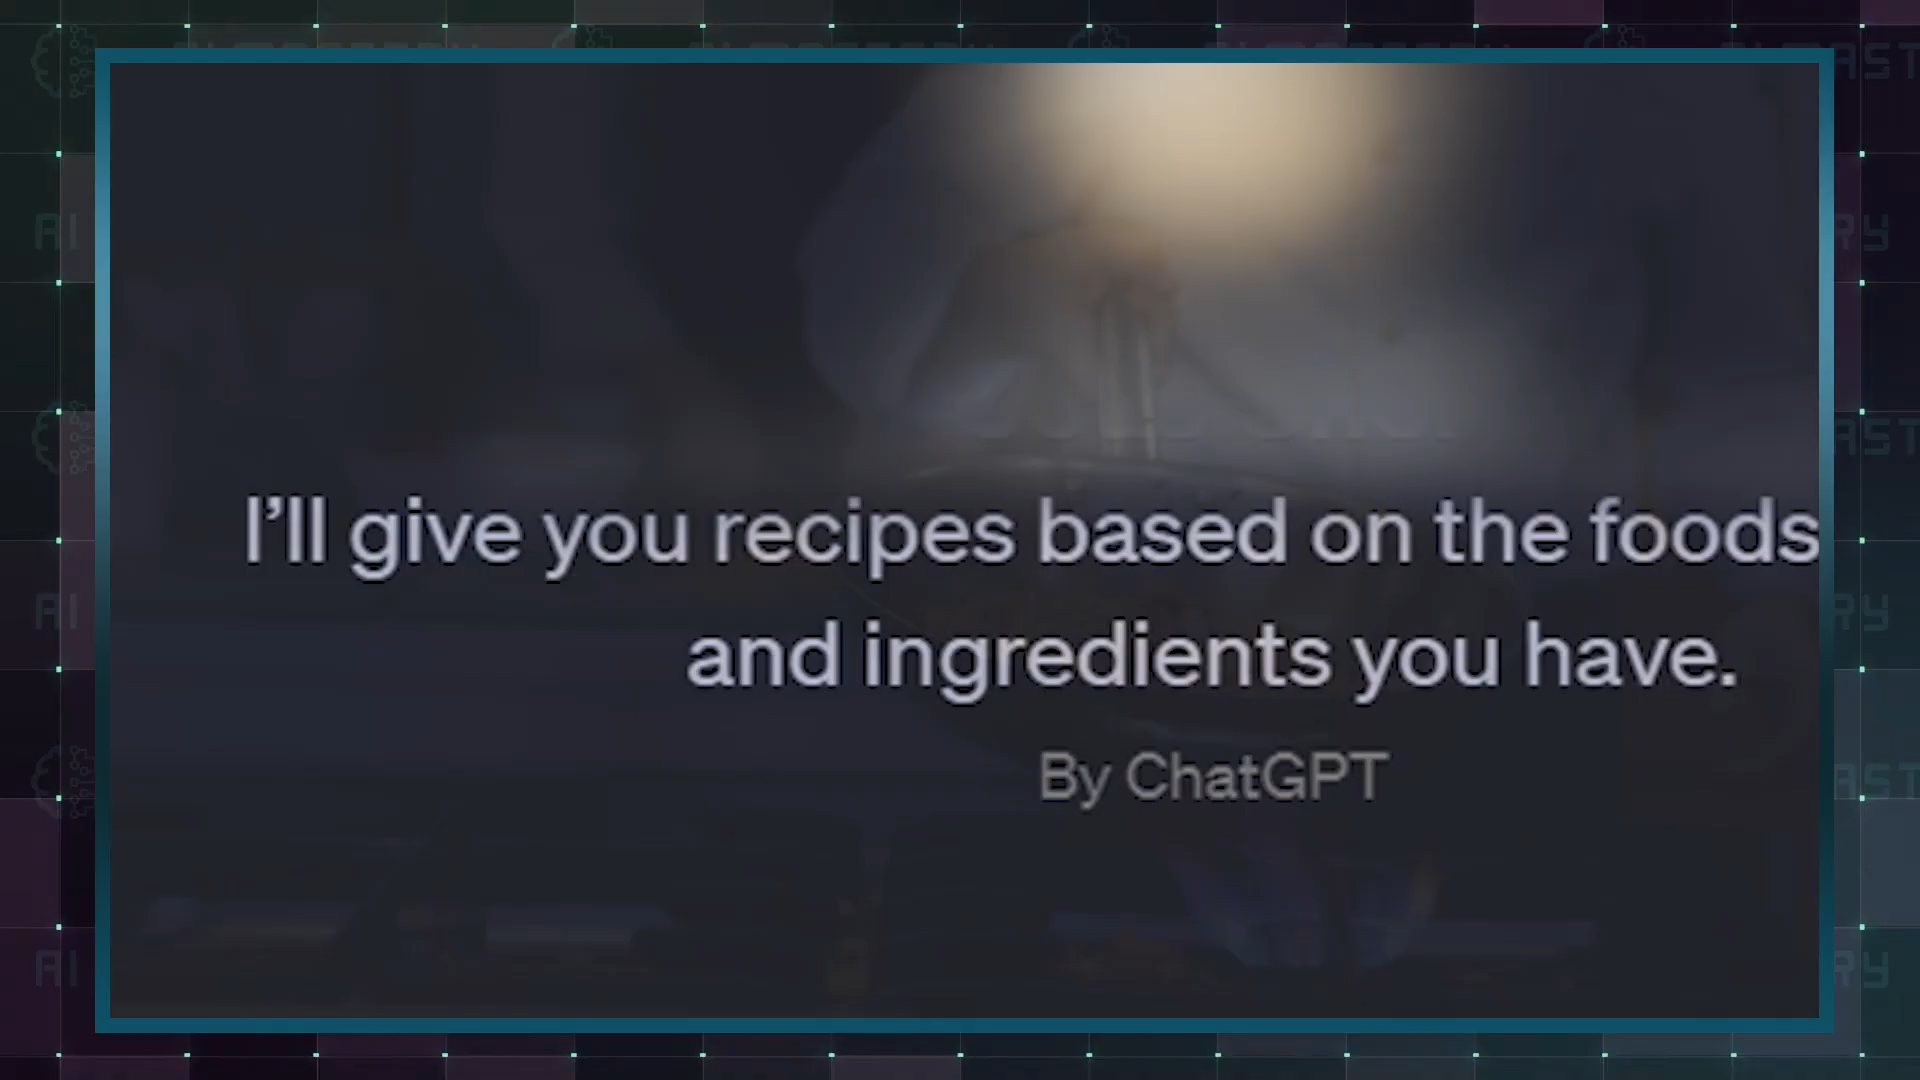 I'll give you recipes based on the foods
and ingredients you have.
By ChatGPT